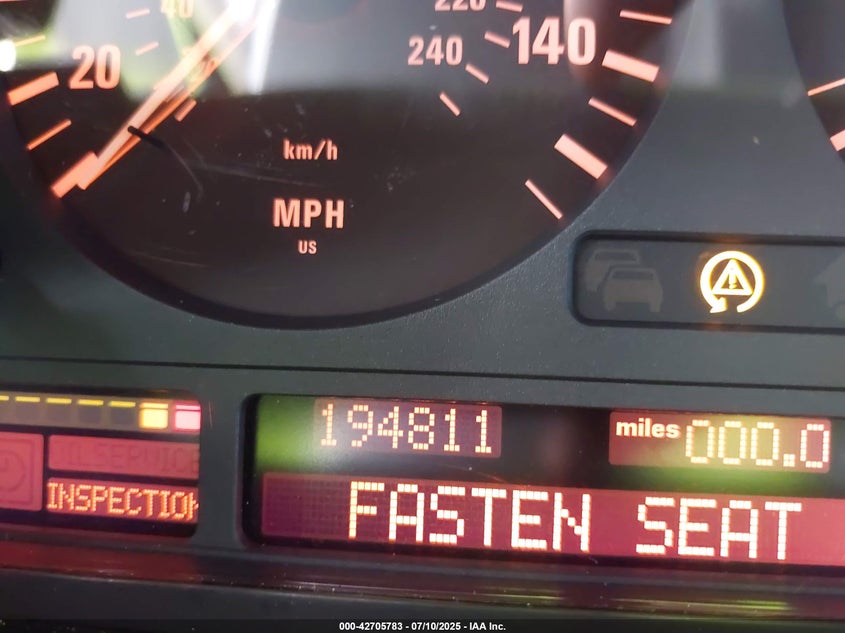 40
220
20
240
140
km/h
MPH
US
194811
miles 000.0
OILSERVICE
INSPECTION
FASTEN SEAT
000-42705783 - 07/10/2025 - IAA Inc.